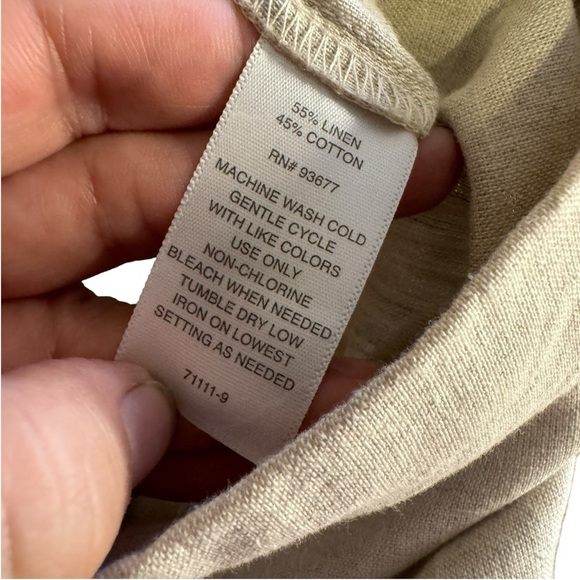 55% LINEN
45% COTTON
RN# 93677
MACHINE WASH COLD
GENTLE CYCLE
WITH LIKE COLORS
USE ONLY
NON-CHLORINE
BLEACH WHEN NEEDED
TUMBLE DRY LOW
IRON ON LOWEST
SETTING AS NEEDED
71111-9